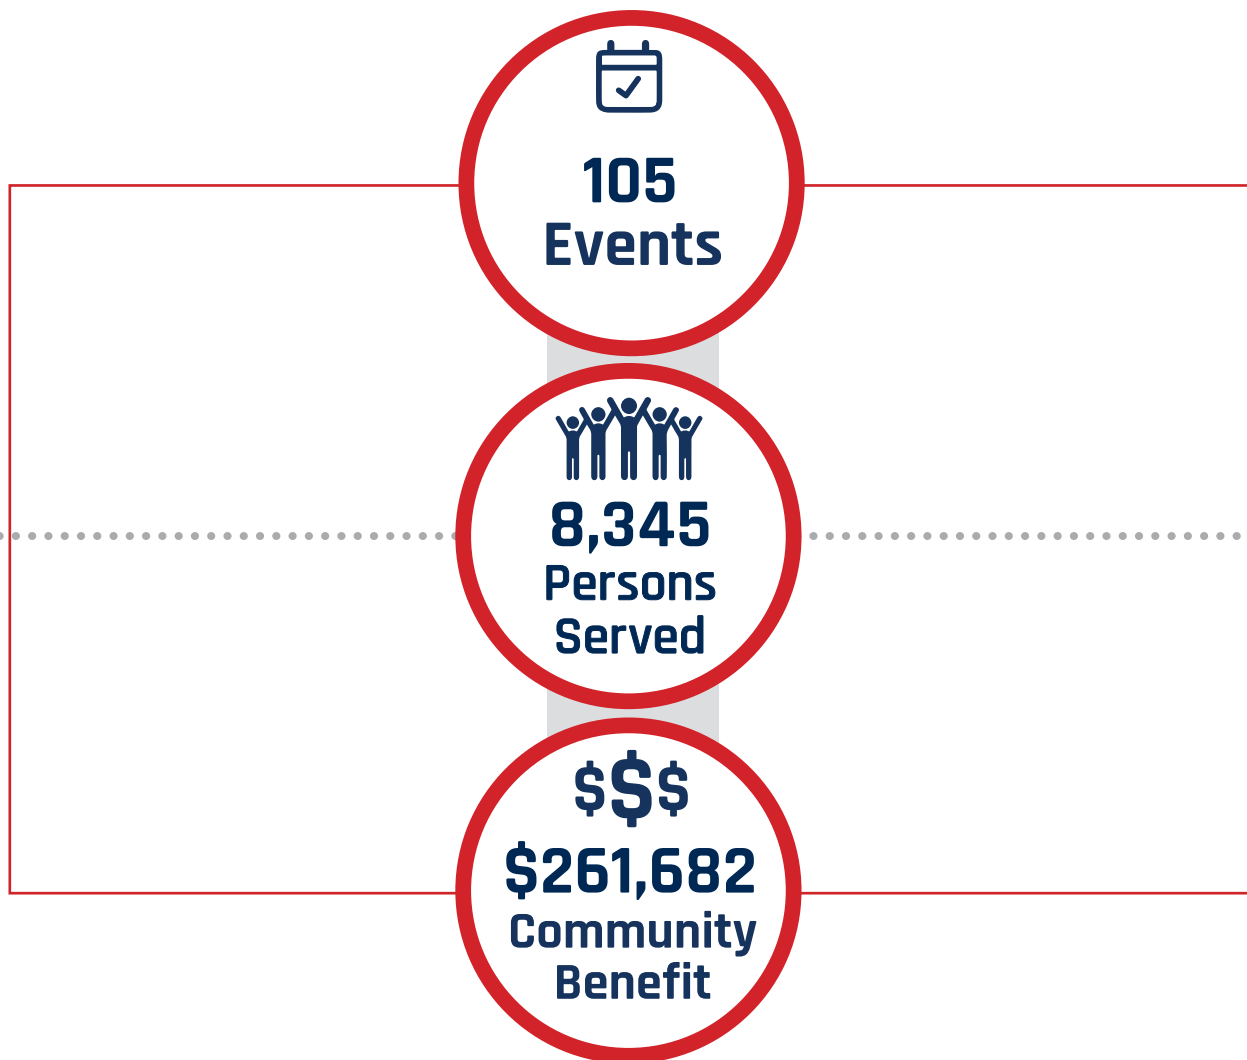 105
Events
8,345
Persons
Served
$$$
$261,682
Community
Benefit